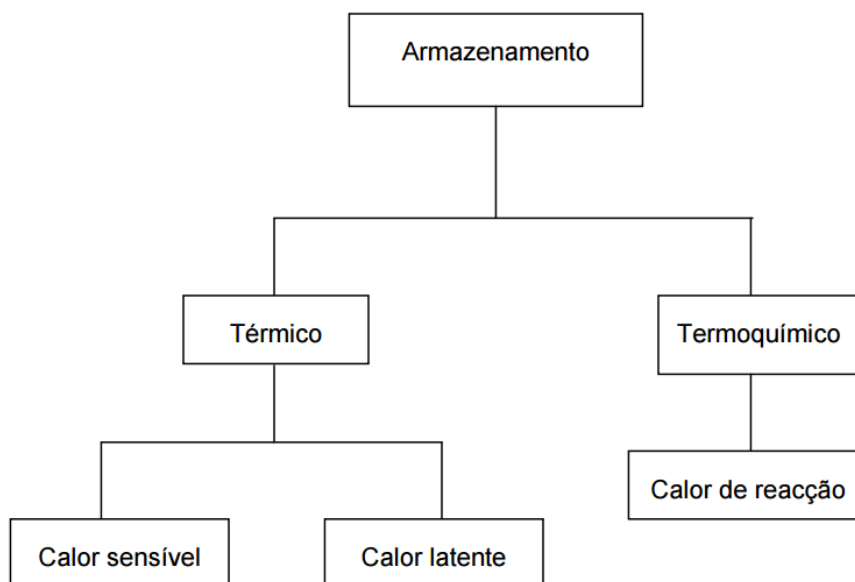 Armazenamento
Térmico
Termoquímico
Calor de reacção
Calor sensível
Calor latente